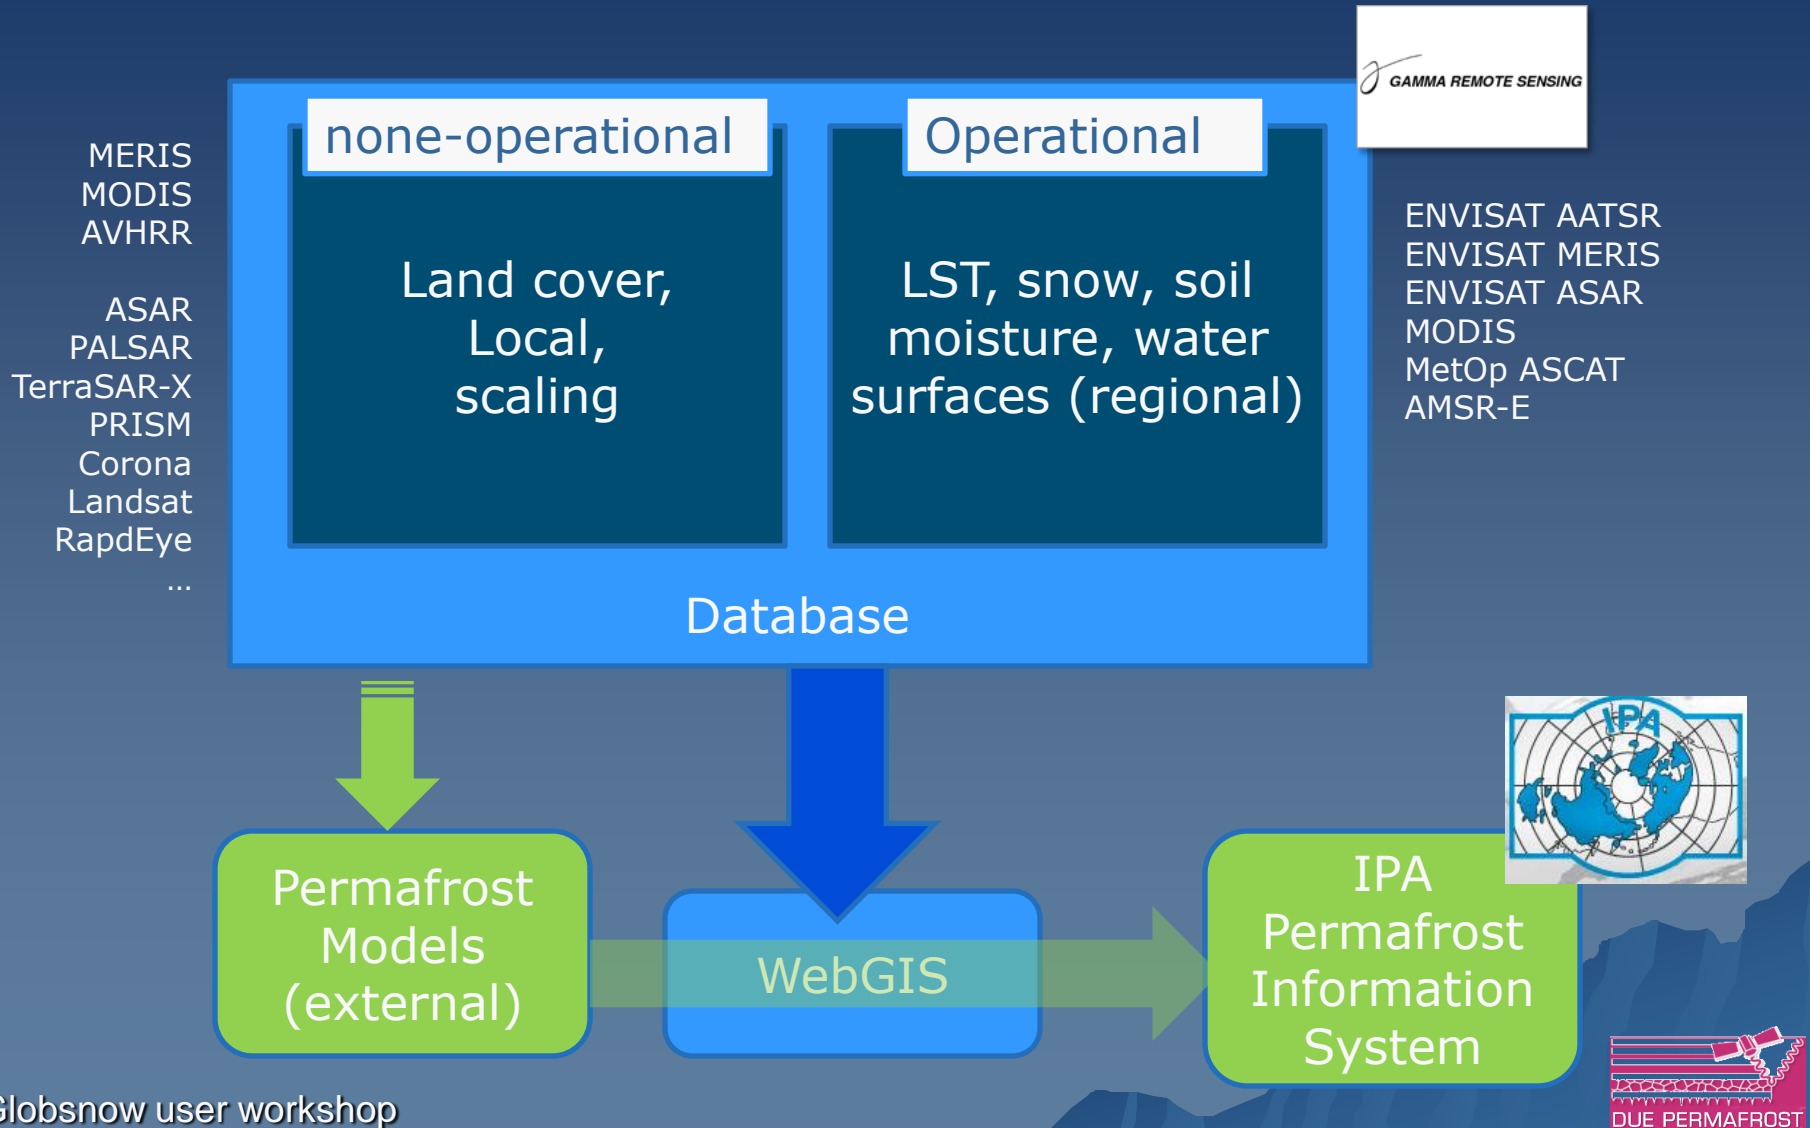 GAMMA REMOTE SENSING
none-operational
Operational
MERIS
MODIS
AVHRR
ASAR
PALSAR
TerraSAR-X
PRISM
Corona
Landsat
RapdEye
...
Land cover,
Local,
scaling
LST, snow, soil
moisture, water
surfaces (regional)
ENVISAT AATSR
ENVISAT MERIS
ENVISAT ASAR
MODIS
MetOp ASCAT
AMSR-E
Database
IPA
Permafrost
Models
(external)
WebGIS
IPA
Permafrost
Information
System
Globsnow user workshop
DUE PERMAFROST